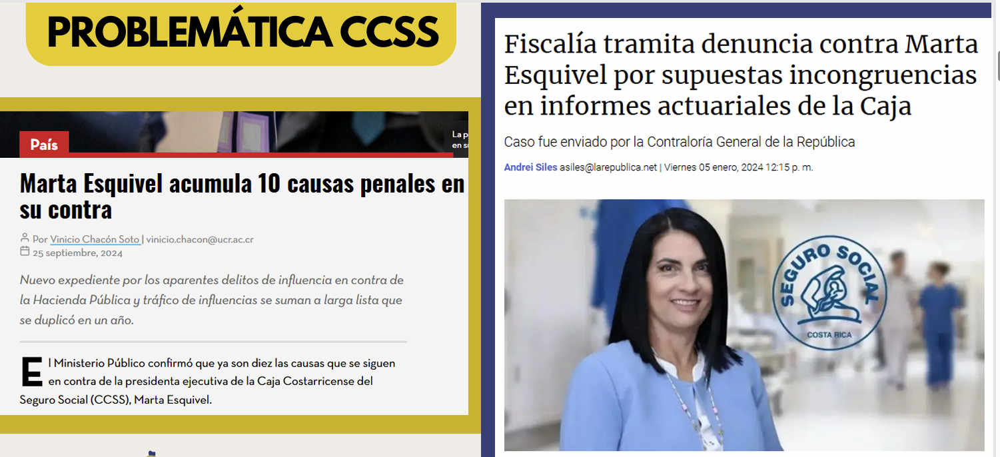 PROBLEMÁTICA CCSS
País
La p
en su
Marta Esquivel acumula 10 causas penales en
su contra
Por Vinicio Chacón Soto | vinicio.chacon@ucr.ac.cr
25 septiembre, 2024
Nuevo expediente por los aparentes delitos de influencia en contra de
la Hacienda Pública y tráfico de influencias se suman a larga lista que
se duplicó en un año.
El Ministerio Público confirmó que ya son diez las causas que se siguen
en contra de la presidenta ejecutiva de la Caja Costarricense del
Seguro Social (CCSS), Marta Esquivel.
Fiscalía tramita denuncia contra Marta
Esquivel por supuestas incongruencias
en informes actuariales de la Caja
Caso fue enviado por la Contraloría General de la República
Andrei Siles asiles@larepublica.net | Viernes 05 enero, 2024 12:15 p. m.
SEGURO SOCIAL
COSTA RICA